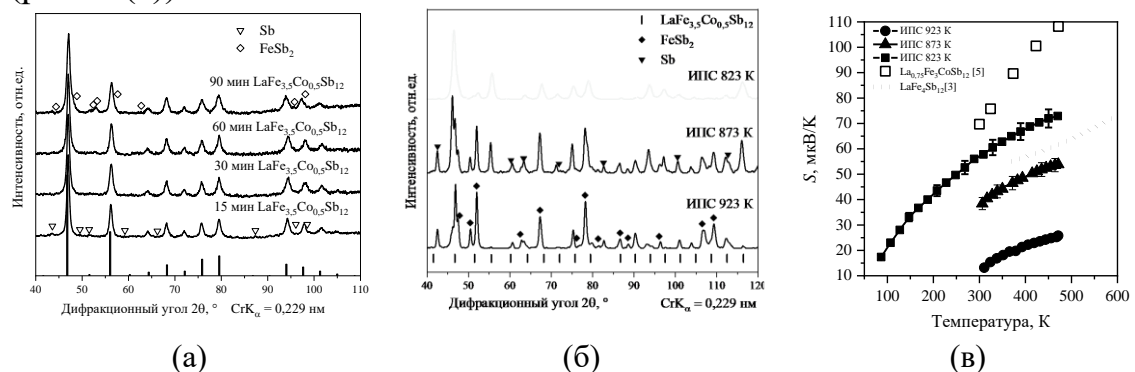 Sb
FeSb₂
90 мин LaFe₃,₅Co₀,₅Sb₁₂
60 мин LaFe₃,₅Co₀,₅Sb₁₂
30 мин LaFe₃,₅Co₀,₅Sb₁₂
15 мин LaFe₃,₅Co₀,₅Sb₁₂
Интенсивность, отн.ед.
40 50 60 70 80 90 100 110
Дифракционный угол 2θ, ° CrKα = 0,229 нм
(а)
LaFe₃,₅Co₀,₅Sb₁₂
FeSb₂
Sb
ИПС 823 К
ИПС 873 К
ИПС 923 К
Интенсивность, отн.ед.
40 50 60 70 80 90 100 110 120
Дифракционный угол 2θ, ° CrKα = 0,229 нм
(б)
ИПС 923 К
ИПС 873 К
ИПС 823 К
La₀,₇₅Fe₃CoSb₁₂ [5]
LaFe₄Sb₁₂[3]
S, мкВ/К
110
100
90
80
70
60
50
40
30
20
10
0 100 200 300 400 500 600
Температура, К
(в)